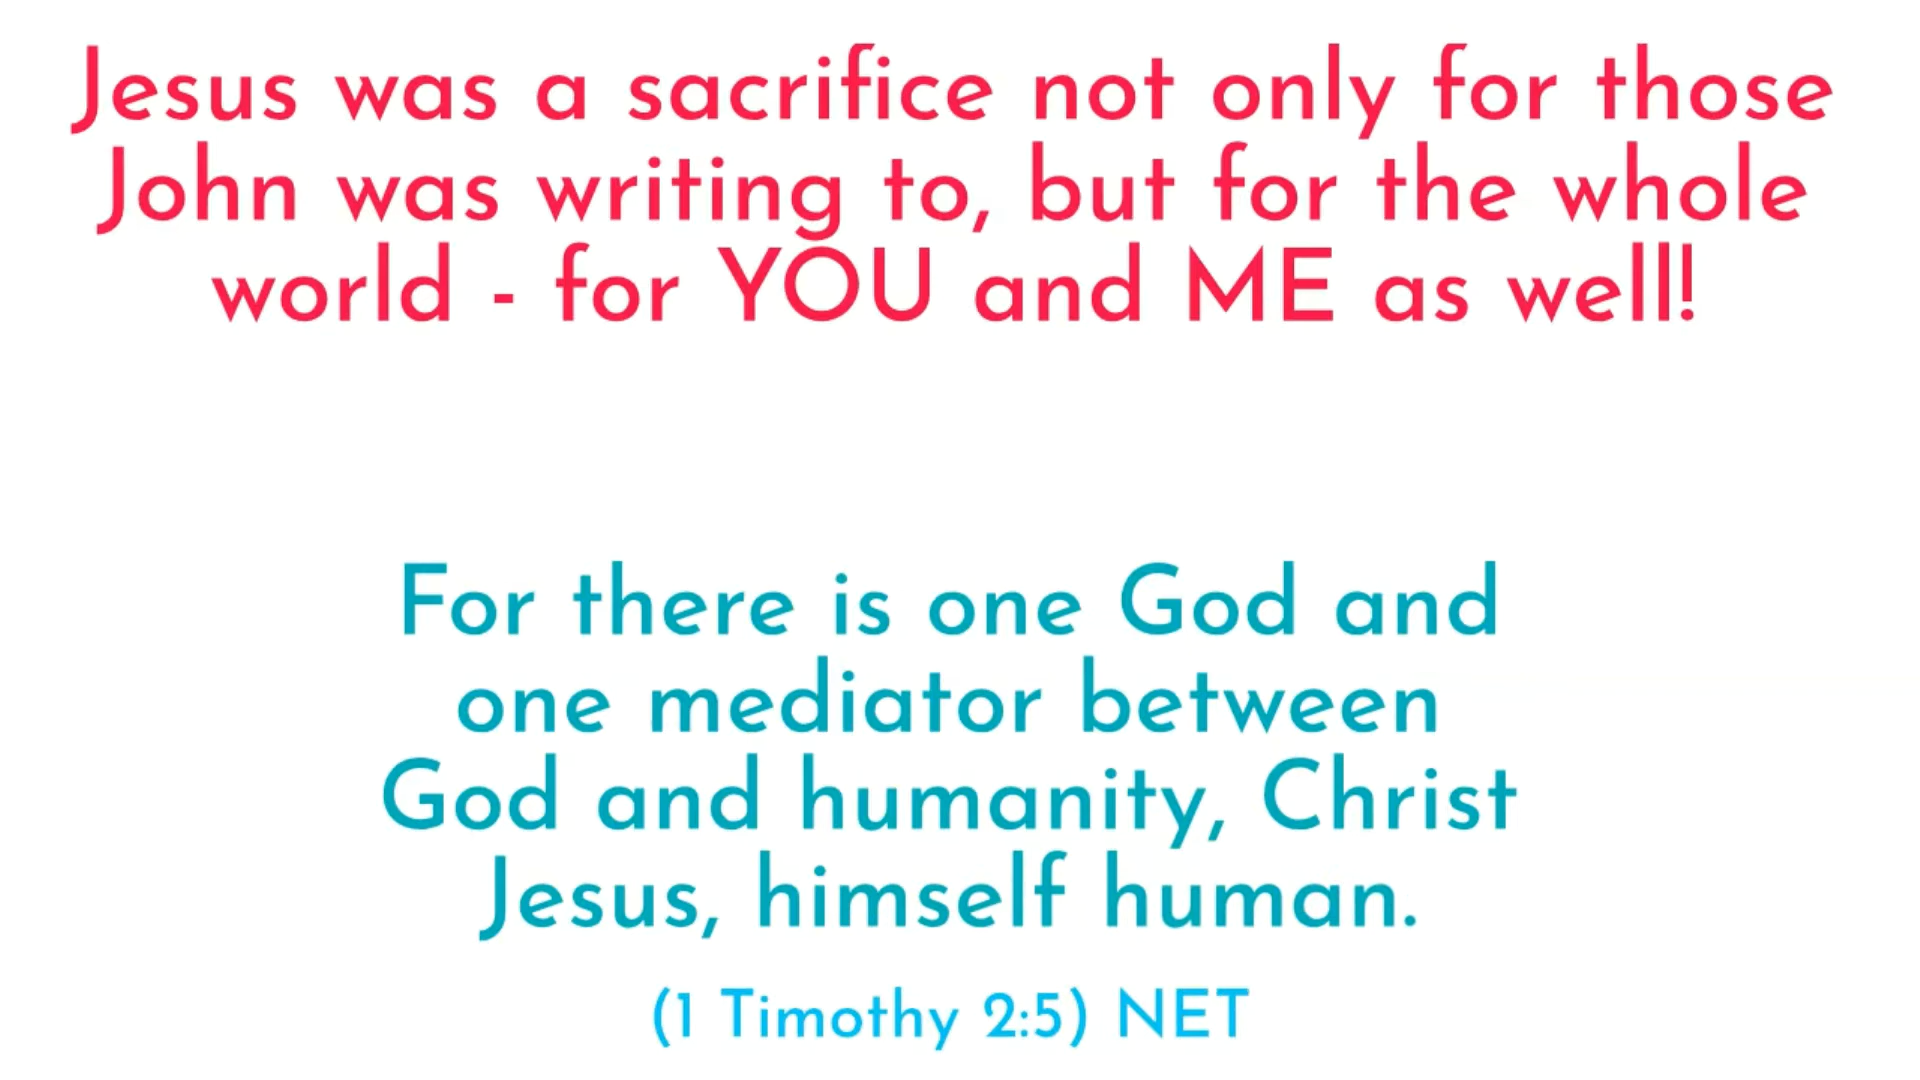 Jesus was a sacrifice not only for those
John was writing to, but for the whole
world - for YOU and ME as well!
For there is one God and
one mediator between
God and humanity, Christ
Jesus, himself human.
(1 Timothy 2:5) NET